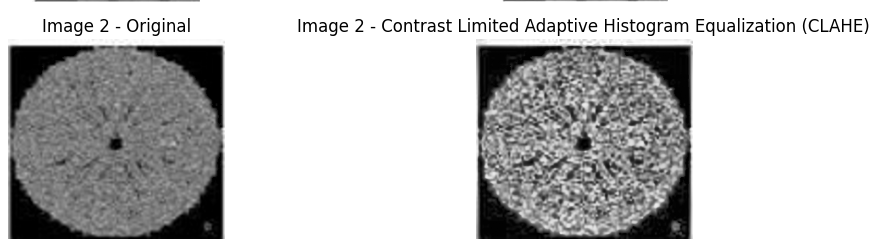 Image 2 - Original
Image 2 - Contrast Limited Adaptive Histogram Equalization (CLAHE)